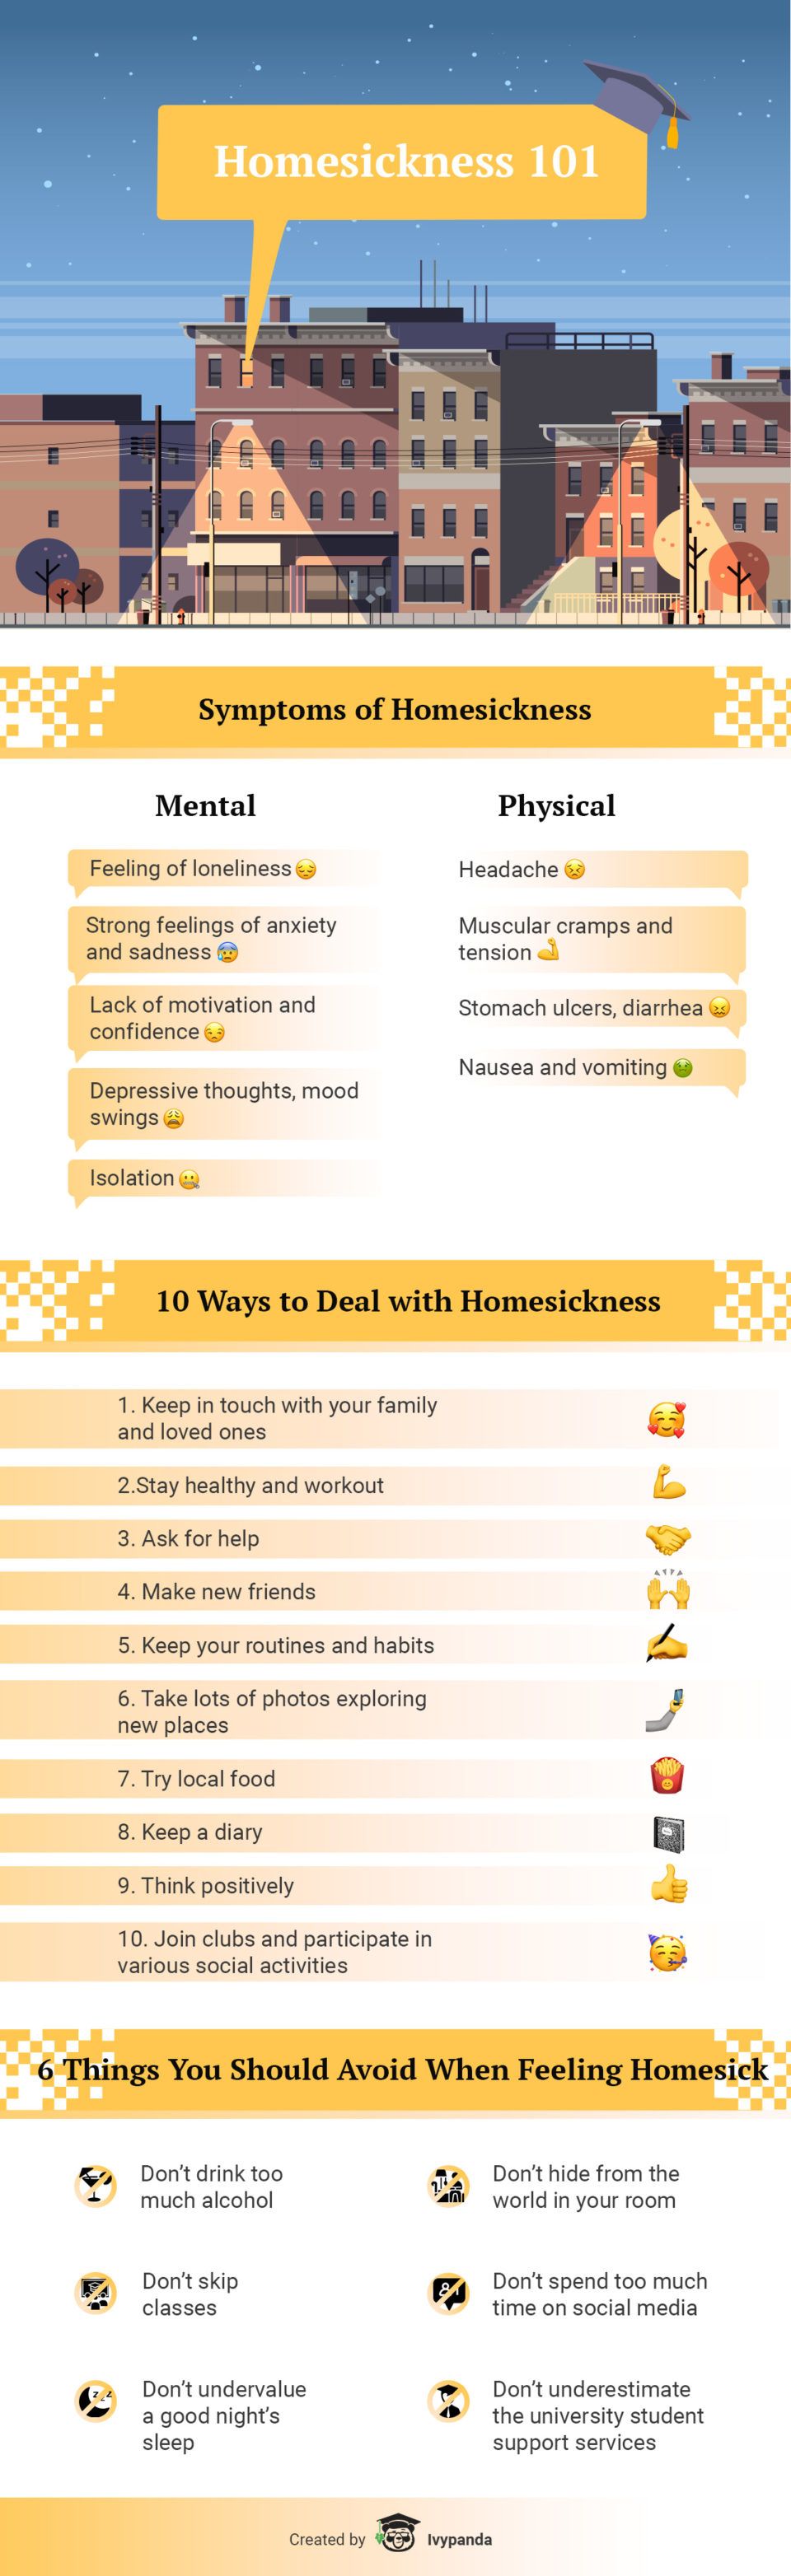 Homesickness 101
Symptoms of Homesickness
Mental
Feeling of loneliness
Strong feelings of anxiety
and sadness
Lack of motivation and
confidence
Depressive thoughts, mood
swings
Isolation
Physical
Headache
Muscular cramps and
tension
Stomach ulcers, diarrhea
Nausea and vomiting
10 Ways to Deal with Homesickness
1. Keep in touch with your family
and loved ones
2.Stay healthy and workout
3. Ask for help
4. Make new friends
5. Keep your routines and habits
6. Take lots of photos exploring
new places
7. Try local food
8. Keep a diary
9. Think positively
10. Join clubs and participate in
various social activities
6 Things You Should Avoid When Feeling Homesick
Don’t drink too
much alcohol
Don’t hide from the
world in your room
Don’t skip
classes
Don’t spend too much
time on social media
Don’t undervalue
a good night’s
sleep
Don’t underestimate
the university student
support services
Created by Ivypanda